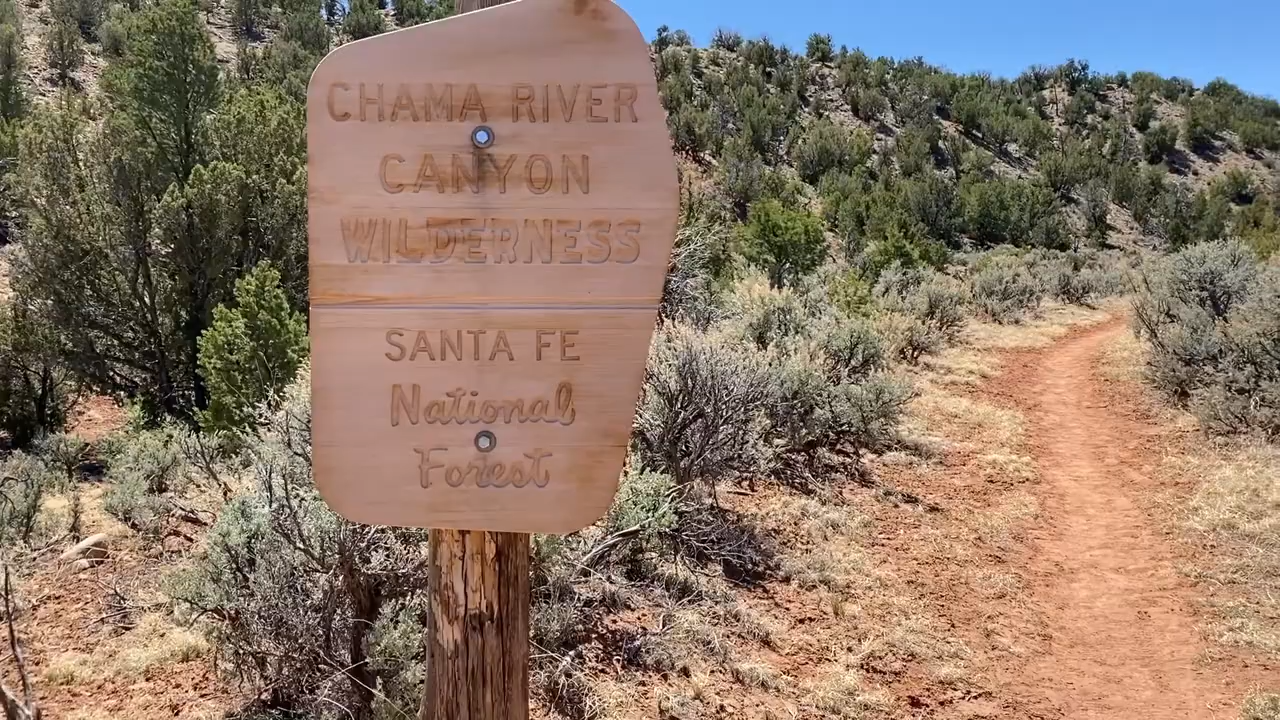 CHAMA RIVER
CANYON
WILDERNESS
SANTA FE
National
Forest